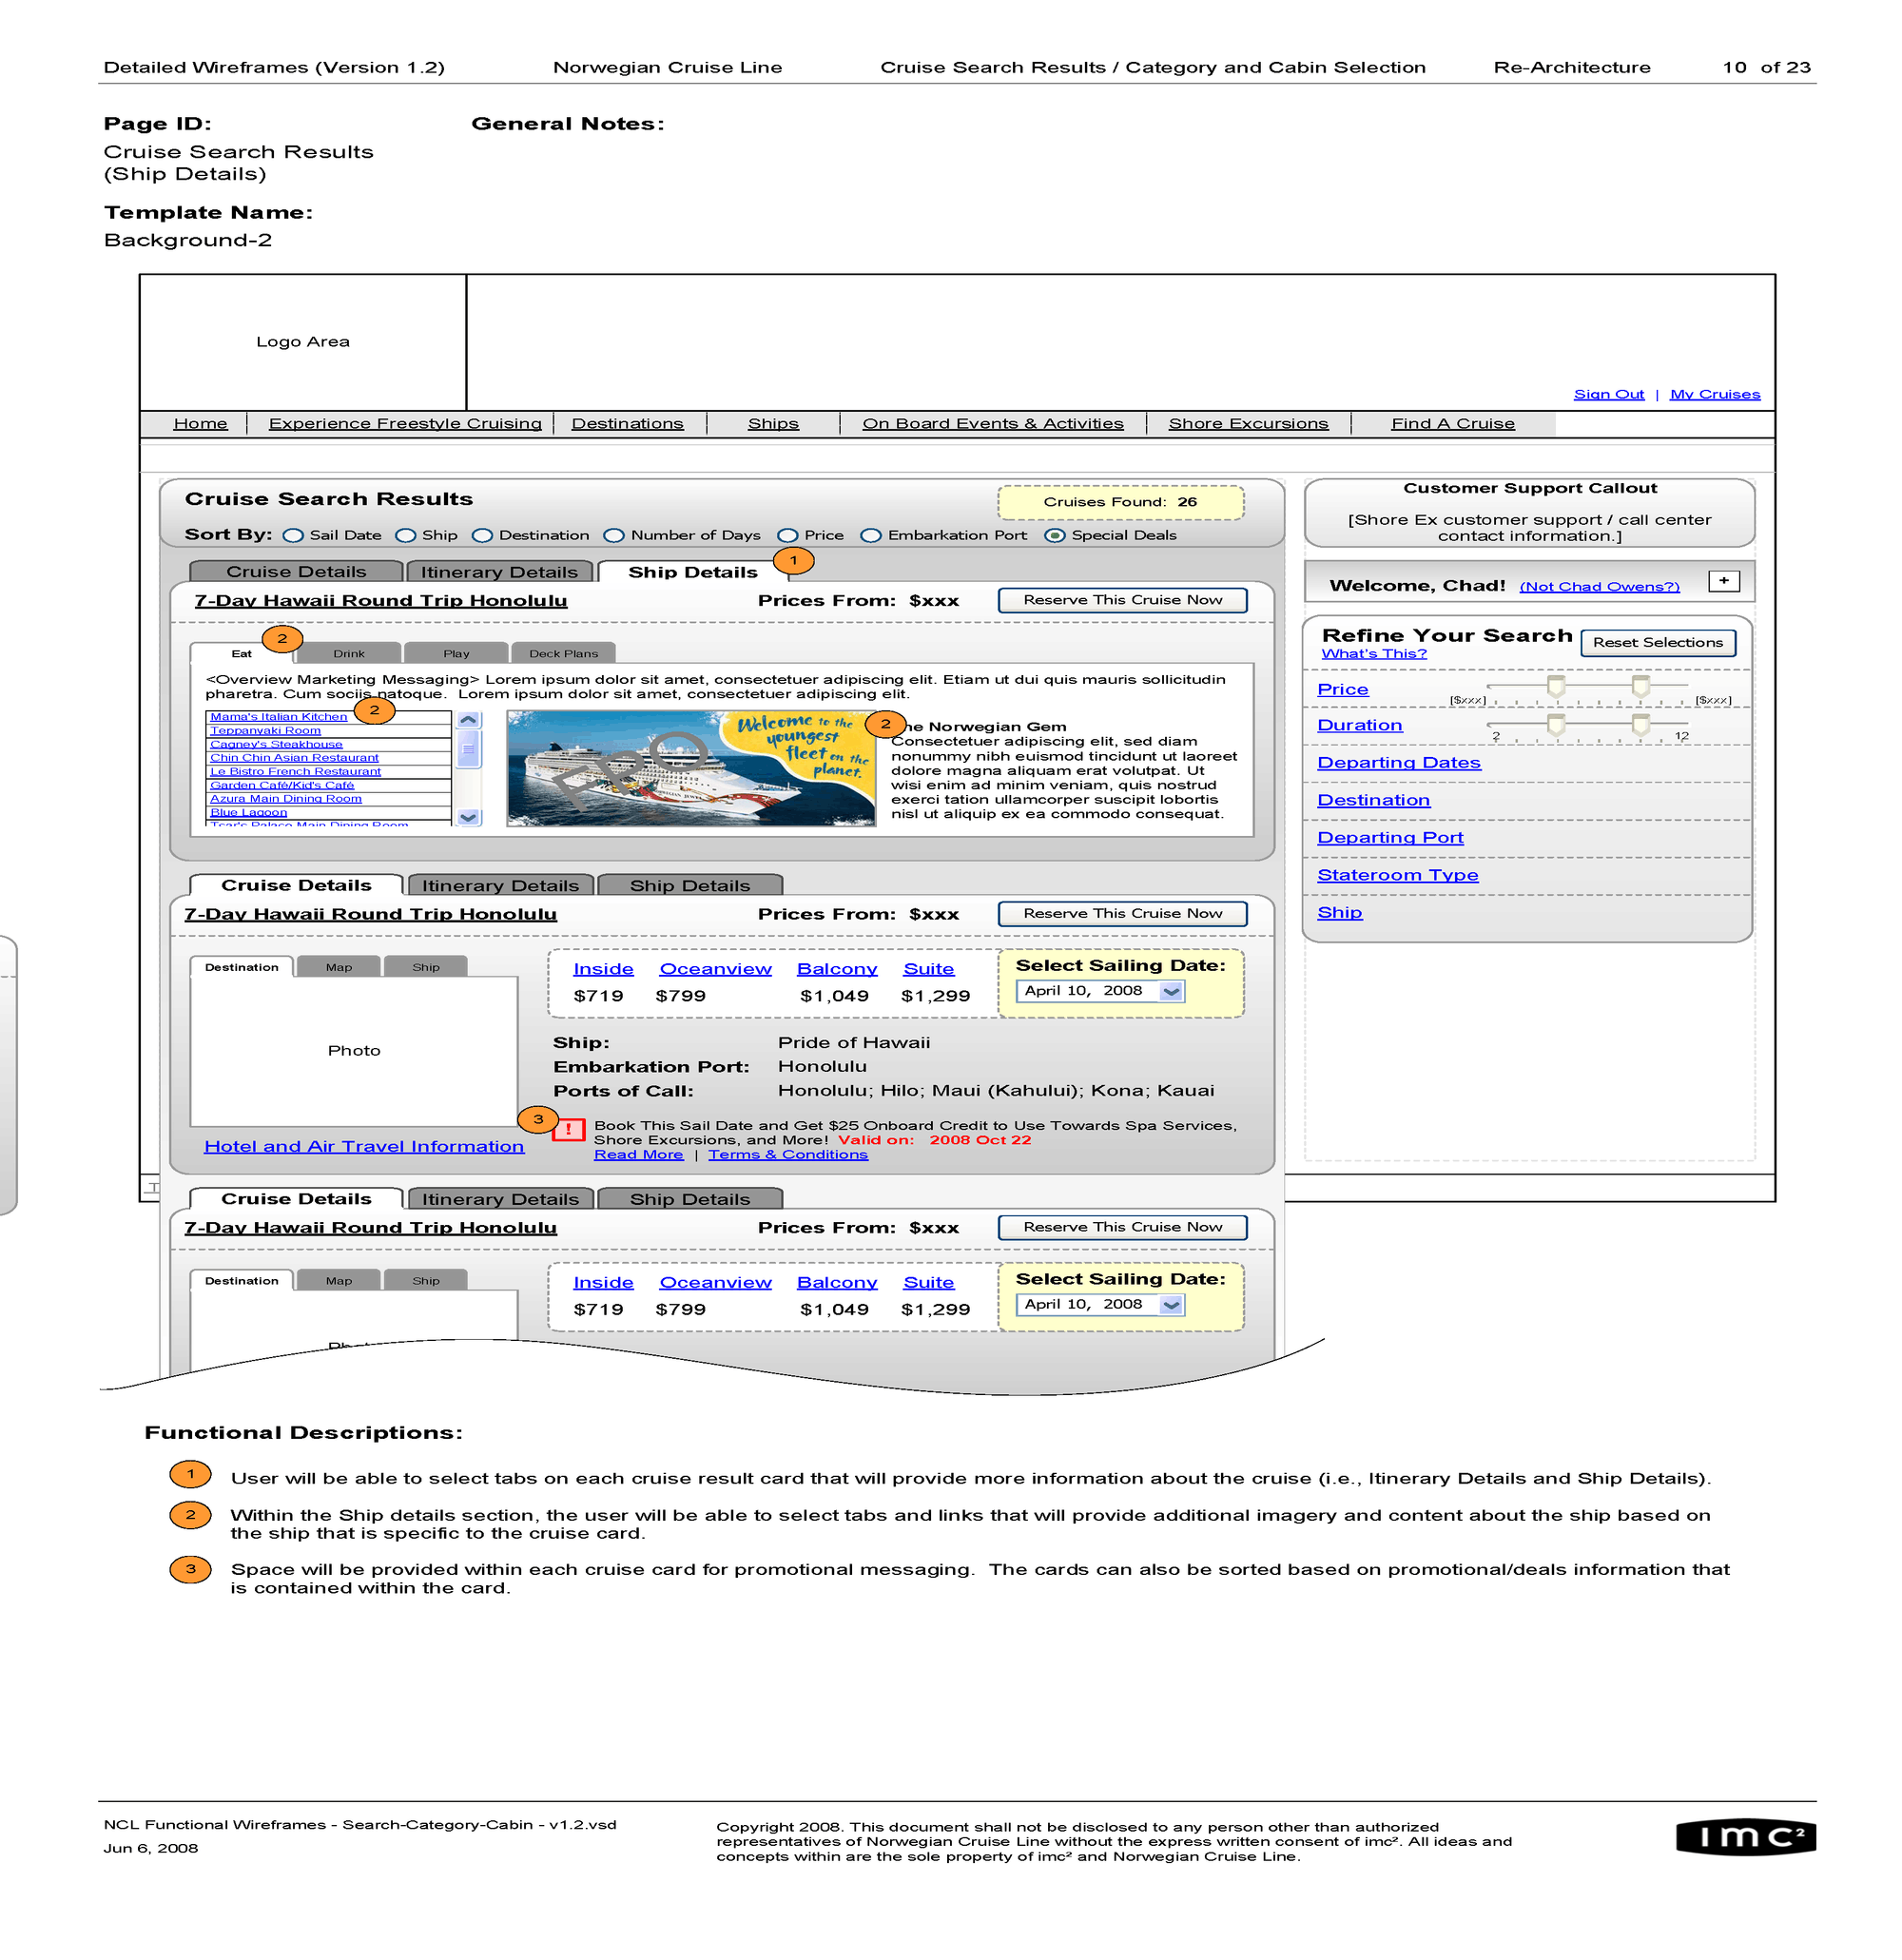 Detailed Wireframes (Version 1.2) Norwegian Cruise Line Cruise Search Results / Category and Cabin Selection Re-Architecture 10 of 23
Page ID: General Notes:
Cruise Search Results
(Ship Details)
Template Name:
Background-2
Logo Area
Sign Out | My Cruises
Home Experience Freestyle Cruising Destinations Ships On Board Events & Activities Shore Excursions Find A Cruise
Cruise Search Results
Cruises Found: 26
Sort By: Sail Date Ship Destination Number of Days Price Embarkation Port Special Deals
1
Cruise Details Itinerary Details Ship Details
7-Day Hawaii Round Trip Honolulu Prices From: $xxx Reserve This Cruise Now
2
Eat Drink Play Deck Plans
<Overview Marketing Messaging> Lorem ipsum dolor sit amet, consectetuer adipiscing elit. Etiam ut dui quis mauris sollicitudin
pharetra. Cum sociis natoque. Lorem ipsum dolor sit amet, consectetuer adipiscing elit.
2
Mama's Italian Kitchen
Teppanyaki Room
Cagney's Steakhouse
Chin Chin Asian Restaurant
Le Bistro French Restaurant
Garden Café/Kid's Café
Azura Main Dining Room
Blue Lagoon
Tsar's Palace Main Dining Room
FPO
Welcome to the
youngest
fleet on the
planet.
2
he Norwegian Gem
Consectetuer adipiscing elit, sed diam
nonummy nibh euismod tincidunt ut laoreet
dolore magna aliquam erat volutpat. Ut
wisi enim ad minim veniam, quis nostrud
exerci tation ullamcorper suscipit lobortis
nisl ut aliquip ex ea commodo consequat.
Cruise Details Itinerary Details Ship Details
7-Day Hawaii Round Trip Honolulu Prices From: $xxx Reserve This Cruise Now
Destination Map Ship
Photo
Hotel and Air Travel Information
Inside Oceanview Balcony Suite
$719 $799 $1,049 $1,299
Select Sailing Date:
April 10, 2008
Ship: Pride of Hawaii
Embarkation Port: Honolulu
Ports of Call: Honolulu; Hilo; Maui (Kahului); Kona; Kauai
3
!
Book This Sail Date and Get $25 Onboard Credit to Use Towards Spa Services,
Shore Excursions, and More! Valid on: 2008 Oct 22
Read More | Terms & Conditions
Cruise Details Itinerary Details Ship Details
7-Day Hawaii Round Trip Honolulu Prices From: $xxx Reserve This Cruise Now
Destination Map Ship
Inside Oceanview Balcony Suite
$719 $799 $1,049 $1,299
Select Sailing Date:
April 10, 2008
Customer Support Callout
[Shore Ex customer support / call center
contact information.]
Welcome, Chad! (Not Chad Owens?) +
Refine Your Search Reset Selections
What's This?
Price [$xxx] [$xxx]
Duration 2 12
Departing Dates
Destination
Departing Port
Stateroom Type
Ship
Functional Descriptions:
1 User will be able to select tabs on each cruise result card that will provide more information about the cruise (i.e., Itinerary Details and Ship Details).
2 Within the Ship details section, the user will be able to select tabs and links that will provide additional imagery and content about the ship based on
the ship that is specific to the cruise card.
3 Space will be provided within each cruise card for promotional messaging. The cards can also be sorted based on promotional/deals information that
is contained within the card.
NCL Functional Wireframes - Search-Category-Cabin - v1.2.vsd
Jun 6, 2008
Copyright 2008. This document shall not be disclosed to any person other than authorized
representatives of Norwegian Cruise Line without the express written consent of imc². All ideas and
concepts within are the sole property of imc² and Norwegian Cruise Line.
imc²